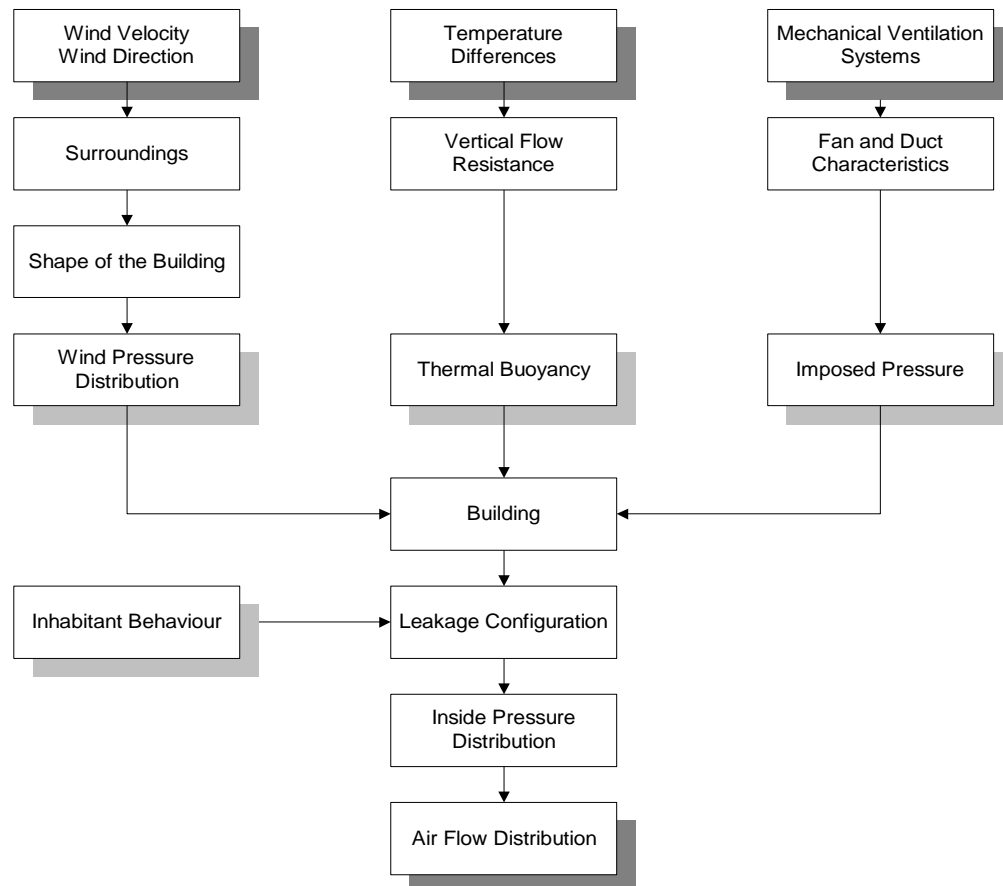 Wind Velocity
Wind Direction
Temperature
Differences
Mechanical Ventilation
Systems
Surroundings
Vertical Flow
Resistance
Fan and Duct
Characteristics
Shape of the Building
Wind Pressure
Distribution
Thermal Buoyancy
Imposed Pressure
Building
Inhabitant Behaviour
Leakage Configuration
Inside Pressure
Distribution
Air Flow Distribution